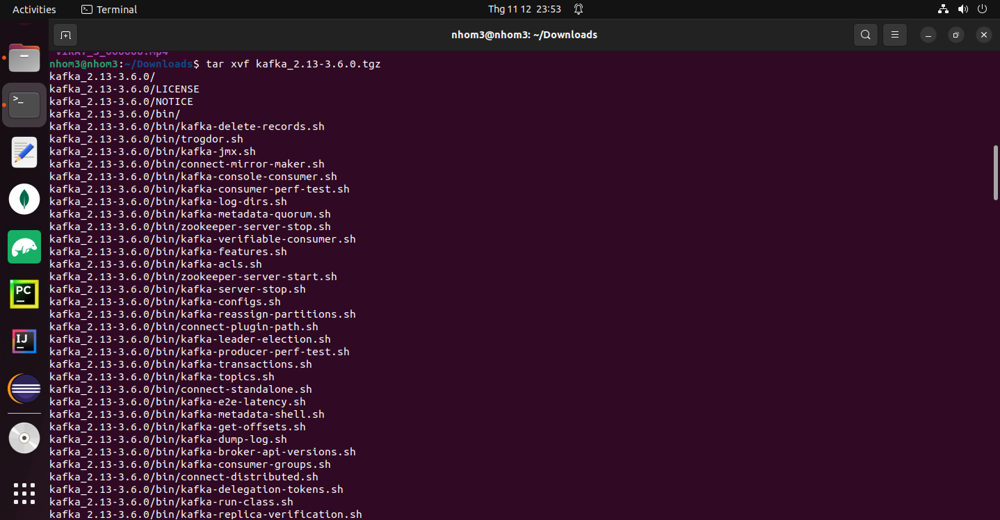 Activities
Terminal
Thg 11 12 23:53
nhom3@nhom3: ~/Downloads
nhom3@nhom3:~/Downloads$ tar xvf kafka_2.13-3.6.0.tgz
kafka_2.13-3.6.0/
kafka_2.13-3.6.0/LICENSE
kafka_2.13-3.6.0/NOTICE
kafka_2.13-3.6.0/bin/
kafka_2.13-3.6.0/bin/kafka-delete-records.sh
kafka_2.13-3.6.0/bin/trogdor.sh
kafka_2.13-3.6.0/bin/kafka-jmx.sh
kafka_2.13-3.6.0/bin/connect-mirror-maker.sh
kafka_2.13-3.6.0/bin/kafka-console-consumer.sh
kafka_2.13-3.6.0/bin/kafka-consumer-perf-test.sh
kafka_2.13-3.6.0/bin/kafka-log-dirs.sh
kafka_2.13-3.6.0/bin/kafka-metadata-quorum.sh
kafka_2.13-3.6.0/bin/zookeeper-server-stop.sh
kafka_2.13-3.6.0/bin/kafka-verifiable-consumer.sh
kafka_2.13-3.6.0/bin/kafka-features.sh
kafka_2.13-3.6.0/bin/kafka-acls.sh
kafka_2.13-3.6.0/bin/zookeeper-server-start.sh
kafka_2.13-3.6.0/bin/kafka-server-stop.sh
kafka_2.13-3.6.0/bin/kafka-configs.sh
kafka_2.13-3.6.0/bin/kafka-reassign-partitions.sh
kafka_2.13-3.6.0/bin/connect-plugin-path.sh
kafka_2.13-3.6.0/bin/kafka-leader-election.sh
kafka_2.13-3.6.0/bin/kafka-producer-perf-test.sh
kafka_2.13-3.6.0/bin/kafka-transactions.sh
kafka_2.13-3.6.0/bin/kafka-topics.sh
kafka_2.13-3.6.0/bin/connect-standalone.sh
kafka_2.13-3.6.0/bin/kafka-e2e-latency.sh
kafka_2.13-3.6.0/bin/kafka-metadata-shell.sh
kafka_2.13-3.6.0/bin/kafka-get-offsets.sh
kafka_2.13-3.6.0/bin/kafka-dump-log.sh
kafka_2.13-3.6.0/bin/kafka-broker-api-versions.sh
kafka_2.13-3.6.0/bin/kafka-consumer-groups.sh
kafka_2.13-3.6.0/bin/connect-distributed.sh
kafka_2.13-3.6.0/bin/kafka-delegation-tokens.sh
kafka_2.13-3.6.0/bin/kafka-run-class.sh
kafka_2.13-3.6.0/bin/kafka-replica-verification.sh
PC
IJ